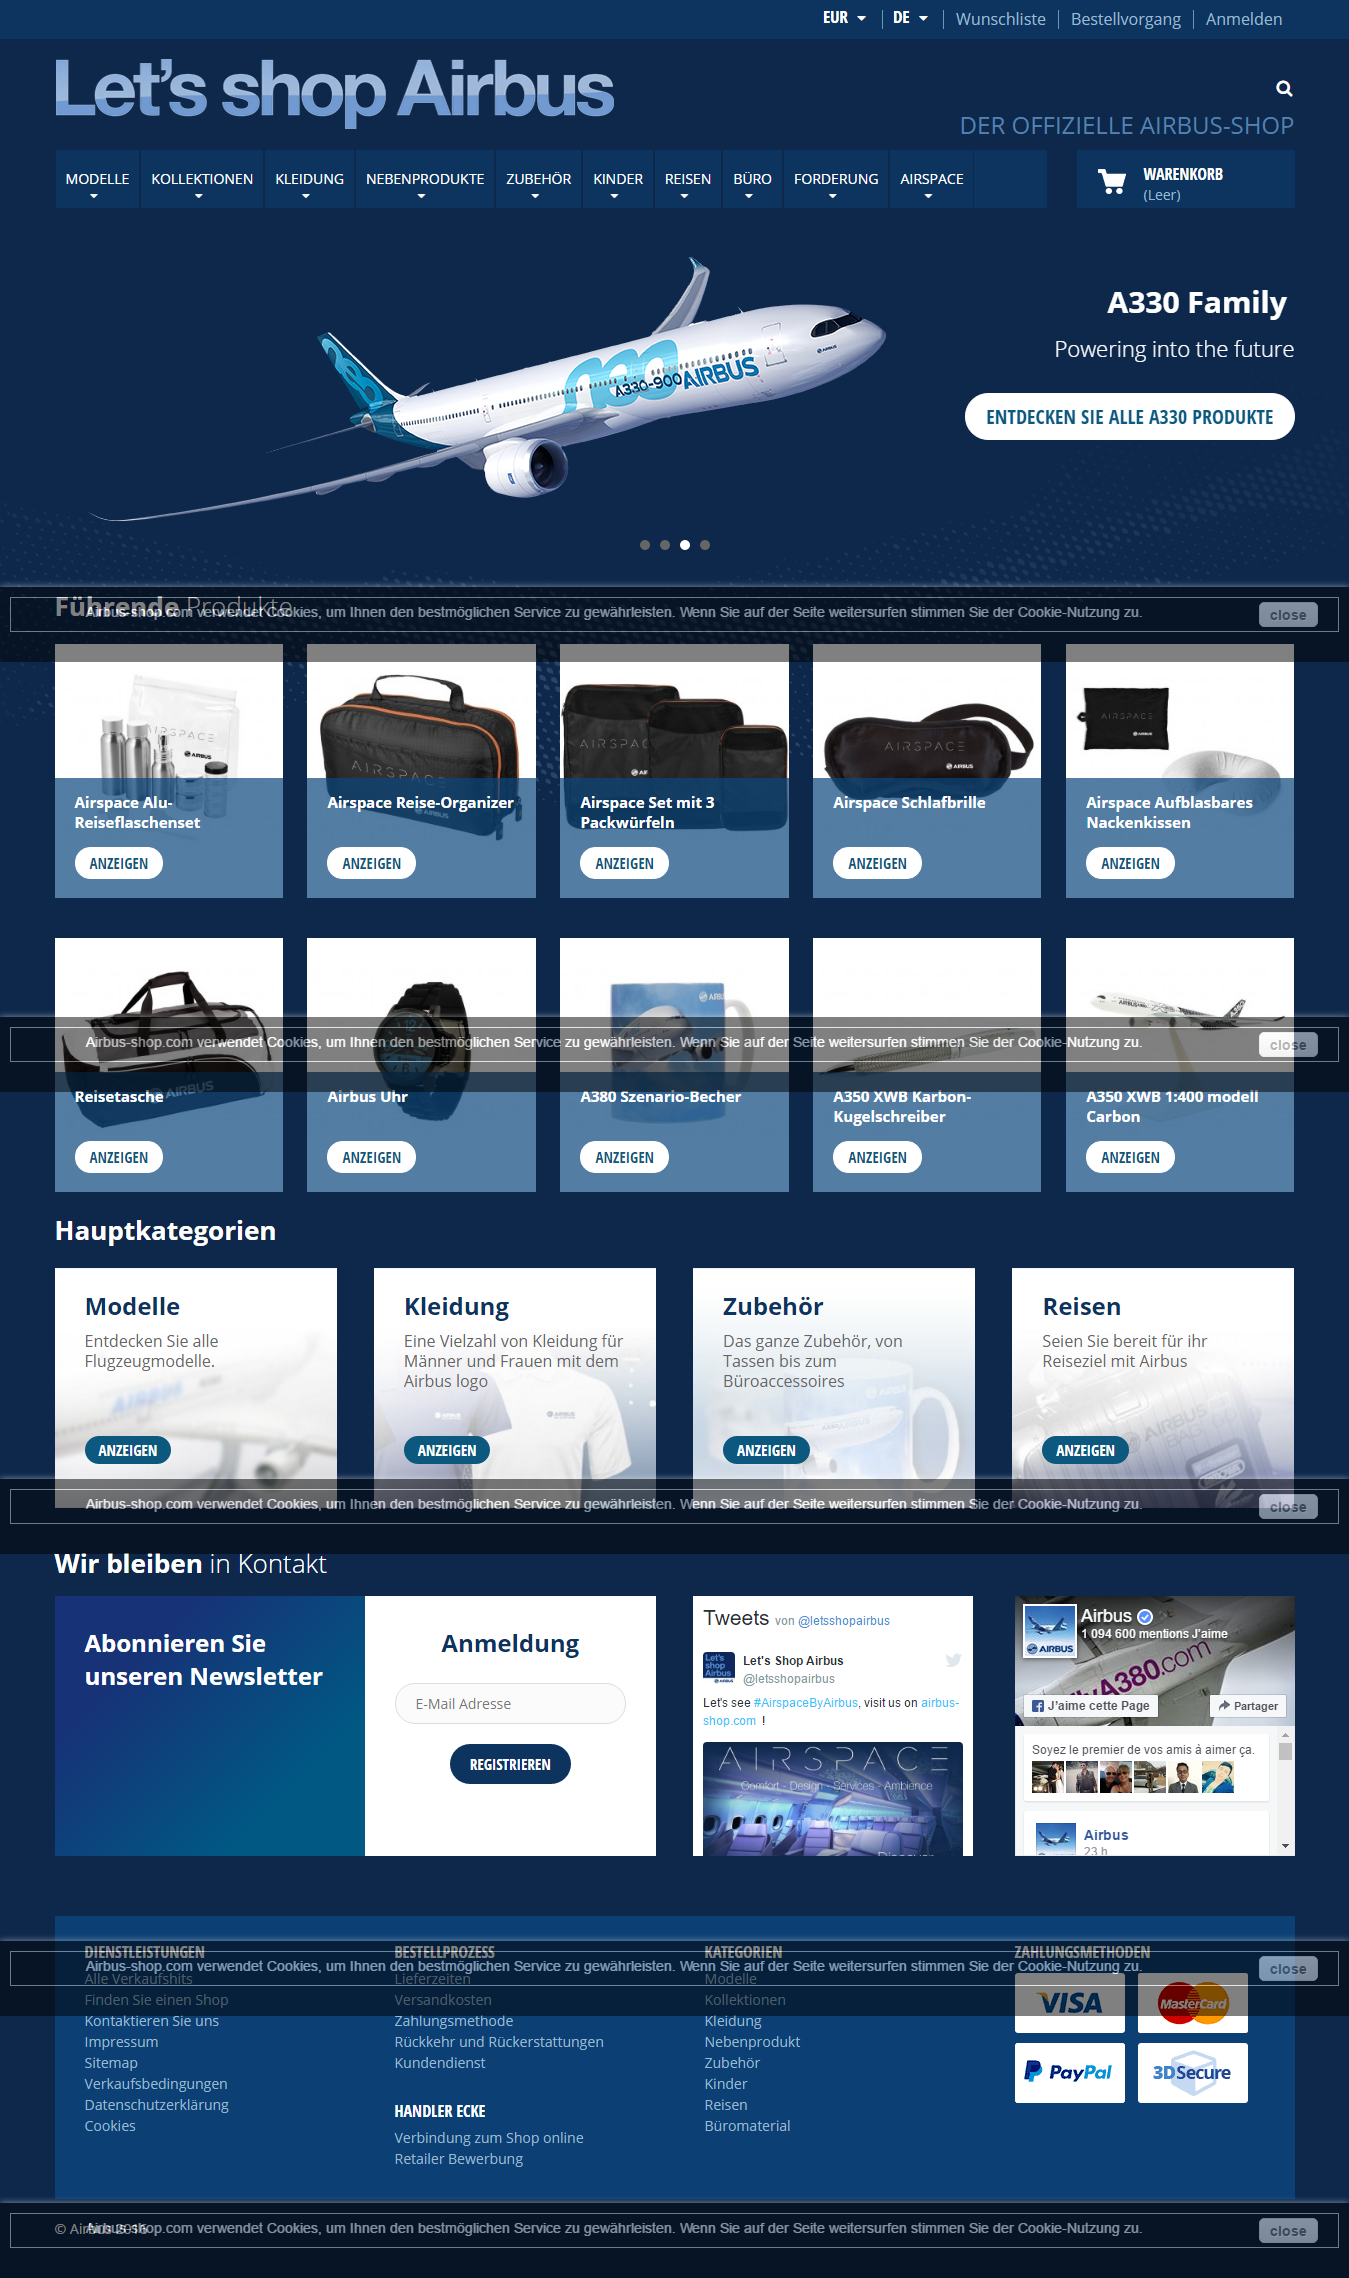 EUR DE Wunschliste Bestellvorgang Anmelden
Let's shop Airbus
DER OFFIZIELLE AIRBUS-SHOP
MODELLE KOLLEKTIONEN KLEIDUNG NEBENPRODUKTE ZUBEHÖR KINDER REISEN BÜRO FORDERUNG AIRSPACE
WARENKORB
(Leer)
A330 Family
Powering into the future
ENTDECKEN SIE ALLE A330 PRODUKTE
A330-900 AIRBUS
AIRBUS
Führende Produkte
Airbus-shop.com verwendet Cookies, um Ihnen den bestmöglichen Service zu gewährleisten. Wenn Sie auf der Seite weitersurfen stimmen Sie der Cookie-Nutzung zu. close
AIRSPACE
AIRBUS
AIRSPACE
AIRSPACE
AIRBUS
AIRSPACE
AIRBUS
AIRSPACE
AIRBUS
Airspace Alu-
Reiseflaschenset
ANZEIGEN
Airspace Reise-Organizer
ANZEIGEN
Airspace Set mit 3
Packwürfeln
ANZEIGEN
Airspace Schlafbrille
ANZEIGEN
Airspace Aufblasbares
Nackenkissen
ANZEIGEN
Airbus-shop.com verwendet Cookies, um Ihnen den bestmöglichen Service zu gewährleisten. Wenn Sie auf der Seite weitersurfen stimmen Sie der Cookie-Nutzung zu. close
AIRBUS
Reisetasche
ANZEIGEN
Airbus Uhr
ANZEIGEN
A380 Szenario-Becher
ANZEIGEN
A350 XWB Karbon-
Kugelschreiber
ANZEIGEN
A350 XWB 1:400 modell
Carbon
ANZEIGEN
Hauptkategorien
Modelle
Entdecken Sie alle
Flugzeugmodelle.
ANZEIGEN
Kleidung
Eine Vielzahl von Kleidung für
Männer und Frauen mit dem
Airbus logo
ANZEIGEN
Zubehör
Das ganze Zubehör, von
Tassen bis zum
Büroaccessoires
ANZEIGEN
Reisen
Seien Sie bereit für ihr
Reiseziel mit Airbus
ANZEIGEN
Airbus-shop.com verwendet Cookies, um Ihnen den bestmöglichen Service zu gewährleisten. Wenn Sie auf der Seite weitersurfen stimmen Sie der Cookie-Nutzung zu. close
Wir bleiben in Kontakt
Abonnieren Sie
unseren Newsletter
Anmeldung
E-Mail Adresse
REGISTRIEREN
Tweets von @letsshopairbus
Let's Shop Airbus
@letsshopairbus
Let's see #AirspaceByAirbus, visit us on airbus-
shop.com !
AIRSPACE
Comfort - Design - Services - Ambience
Discover
Airbus
1 094 600 mentions J'aime
AIRBUS
A380.com
J'aime cette Page
Partager
Soyez le premier de vos amis à aimer ça.
Airbus
23 h
Airbus-shop.com verwendet Cookies, um Ihnen den bestmöglichen Service zu gewährleisten. Wenn Sie auf der Seite weitersurfen stimmen Sie der Cookie-Nutzung zu. close
DIENSTLEISTUNGEN
Alle Verkaufshits
Finden Sie einen Shop
Kontaktieren Sie uns
Impressum
Sitemap
Verkaufsbedingungen
Datenschutzerklärung
Cookies
BESTELLPROZESS
Lieferzeiten
Versandkosten
Zahlungsmethode
Rückkehr und Rückerstattungen
Kundendienst
HANDLER ECKE
Verbindung zum Shop online
Retailer Bewerbung
KATEGORIEN
Modelle
Kollektionen
Kleidung
Nebenprodukt
Zubehör
Kinder
Reisen
Büromaterial
ZAHLUNGSMETHODEN
VISA
MasterCard
PayPal
3DSecure
© Airbus 2016
Airbus-shop.com verwendet Cookies, um Ihnen den bestmöglichen Service zu gewährleisten. Wenn Sie auf der Seite weitersurfen stimmen Sie der Cookie-Nutzung zu. close